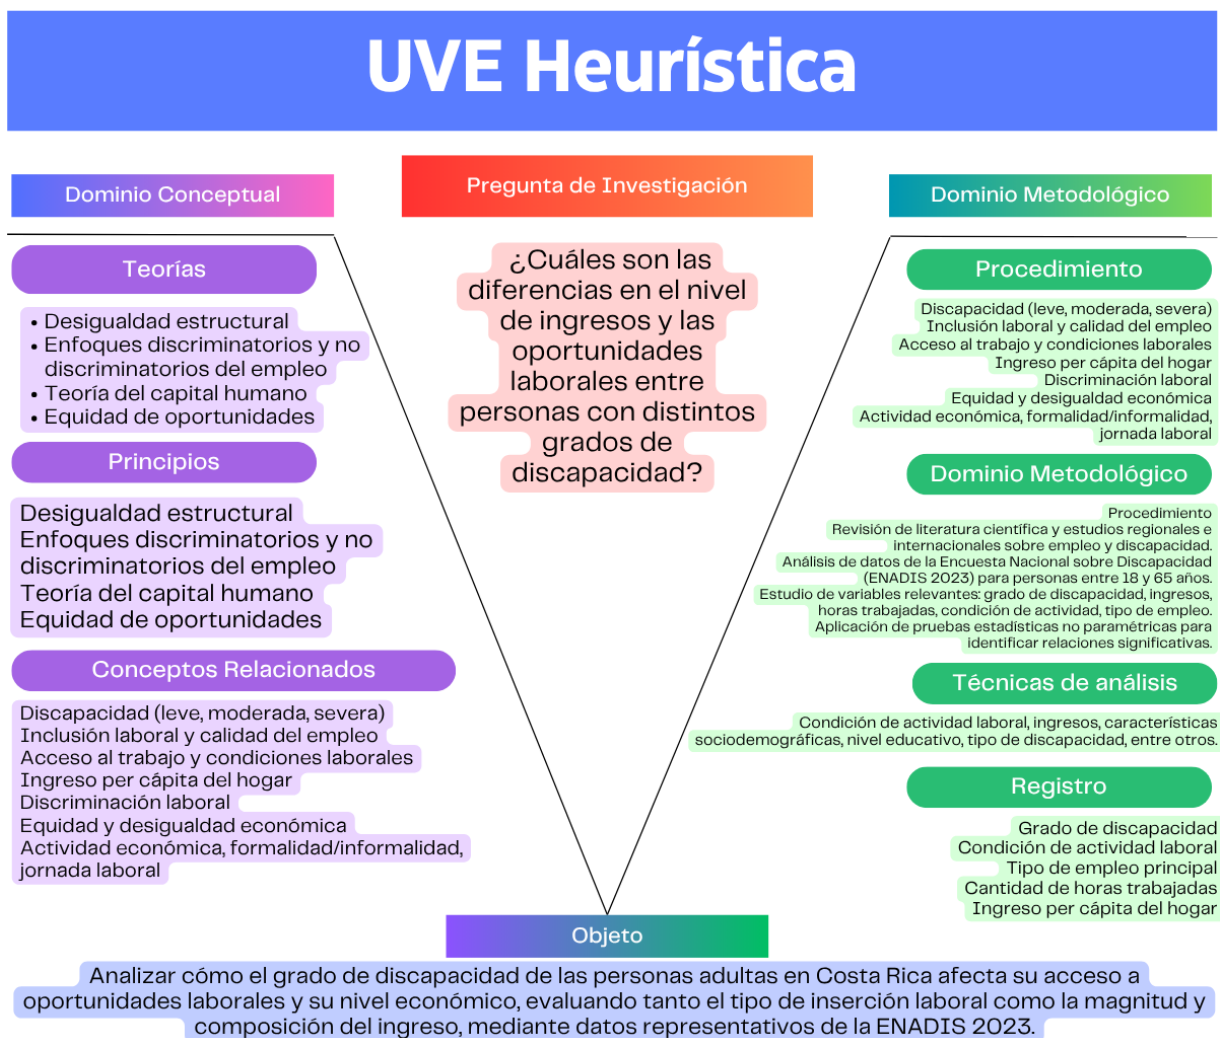 UVE Heurística
Dominio Conceptual
Pregunta de Investigación
Dominio Metodológico
Teorías
• Desigualdad estructural
• Enfoques discriminatorios y no
discriminatorios del empleo
• Teoría del capital humano
• Equidad de oportunidades
Principios
Desigualdad estructural
Enfoques discriminatorios y no
discriminatorios del empleo
Teoría del capital humano
Equidad de oportunidades
Conceptos Relacionados
Discapacidad (leve, moderada, severa)
Inclusión laboral y calidad del empleo
Acceso al trabajo y condiciones laborales
Ingreso per cápita del hogar
Discriminación laboral
Equidad y desigualdad económica
Actividad económica, formalidad/informalidad,
jornada laboral
¿Cuáles son las
diferencias en el nivel
de ingresos y las
oportunidades
laborales entre
personas con distintos
grados de
discapacidad?
Procedimiento
Discapacidad (leve, moderada, severa)
Inclusión laboral y calidad del empleo
Acceso al trabajo y condiciones laborales
Ingreso per cápita del hogar
Discriminación laboral
Equidad y desigualdad económica
Actividad económica, formalidad/informalidad,
jornada laboral
Dominio Metodológico
Procedimiento
Revisión de literatura científica y estudios regionales e
internacionales sobre empleo y discapacidad.
Análisis de datos de la Encuesta Nacional sobre Discapacidad
(ENADIS 2023) para personas entre 18 y 65 años.
Estudio de variables relevantes: grado de discapacidad, ingresos,
horas trabajadas, condición de actividad, tipo de empleo.
Aplicación de pruebas estadísticas no paramétricas para
identificar relaciones significativas.
Técnicas de análisis
Condición de actividad laboral, ingresos, características
sociodemográficas, nivel educativo, tipo de discapacidad, entre otros.
Registro
Grado de discapacidad
Condición de actividad laboral
Tipo de empleo principal
Cantidad de horas trabajadas
Ingreso per cápita del hogar
Objeto
Analizar cómo el grado de discapacidad de las personas adultas en Costa Rica afecta su acceso a
oportunidades laborales y su nivel económico, evaluando tanto el tipo de inserción laboral como la magnitud y
composición del ingreso, mediante datos representativos de la ENADIS 2023.